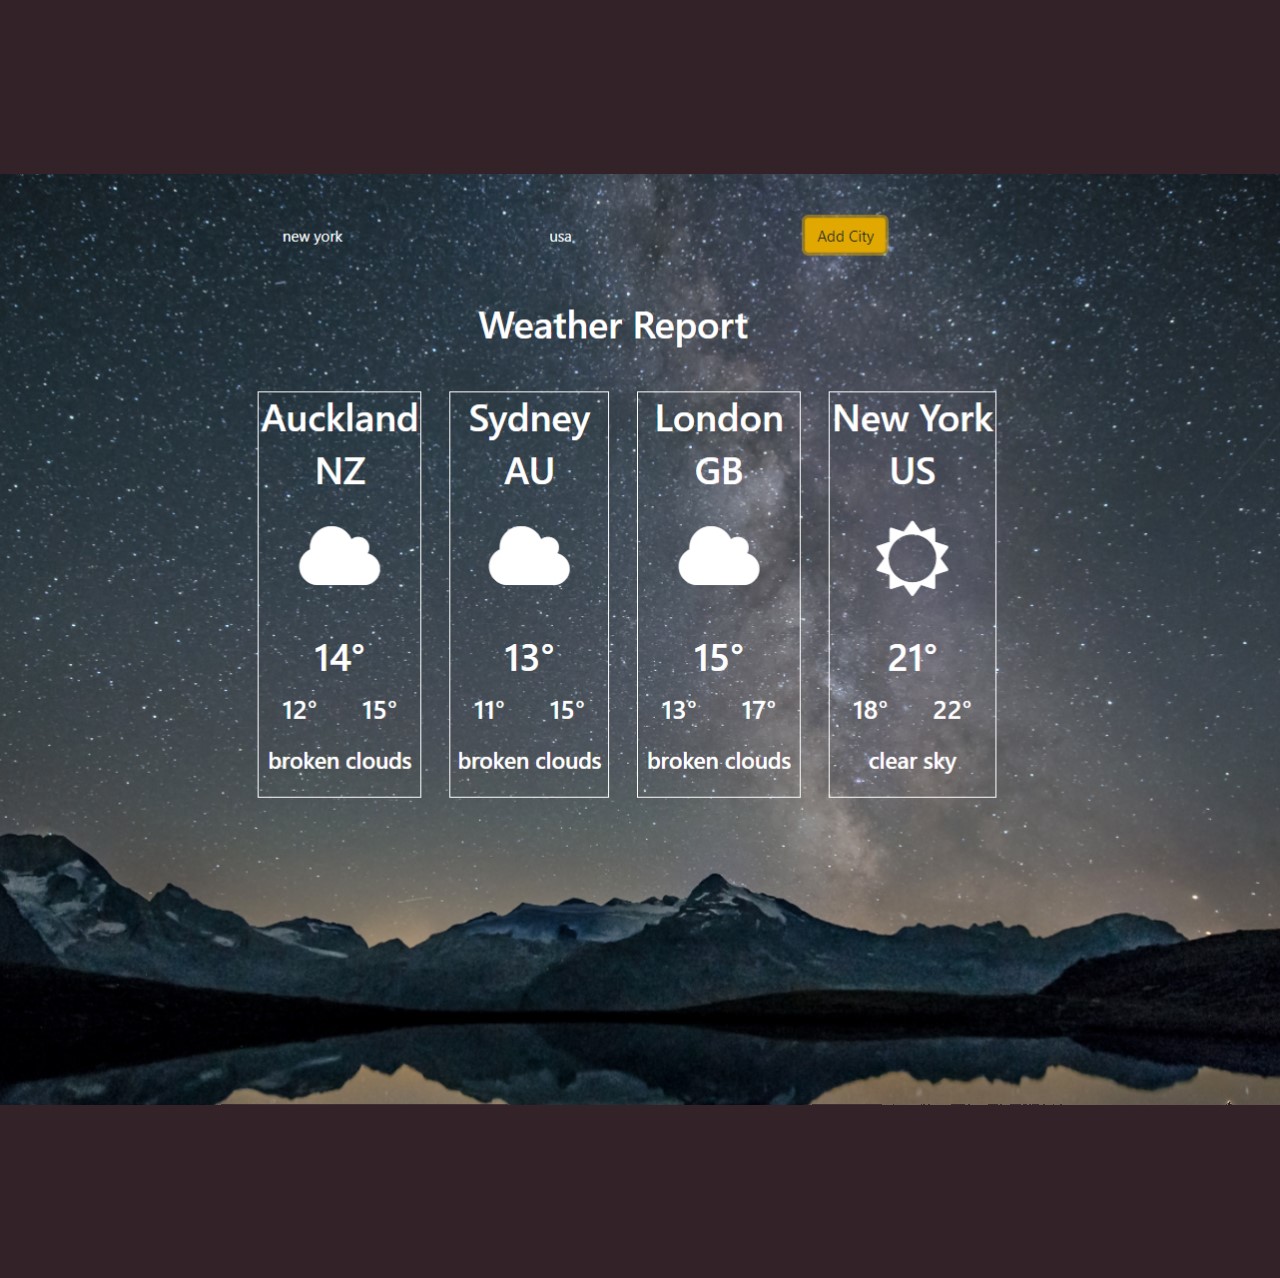 new york
usa
Add City
Weather Report
Auckland
NZ
14°
12° 15°
broken clouds
Sydney
AU
13°
11° 15°
broken clouds
London
GB
15°
13° 17°
broken clouds
New York
US
21°
18° 22°
clear sky